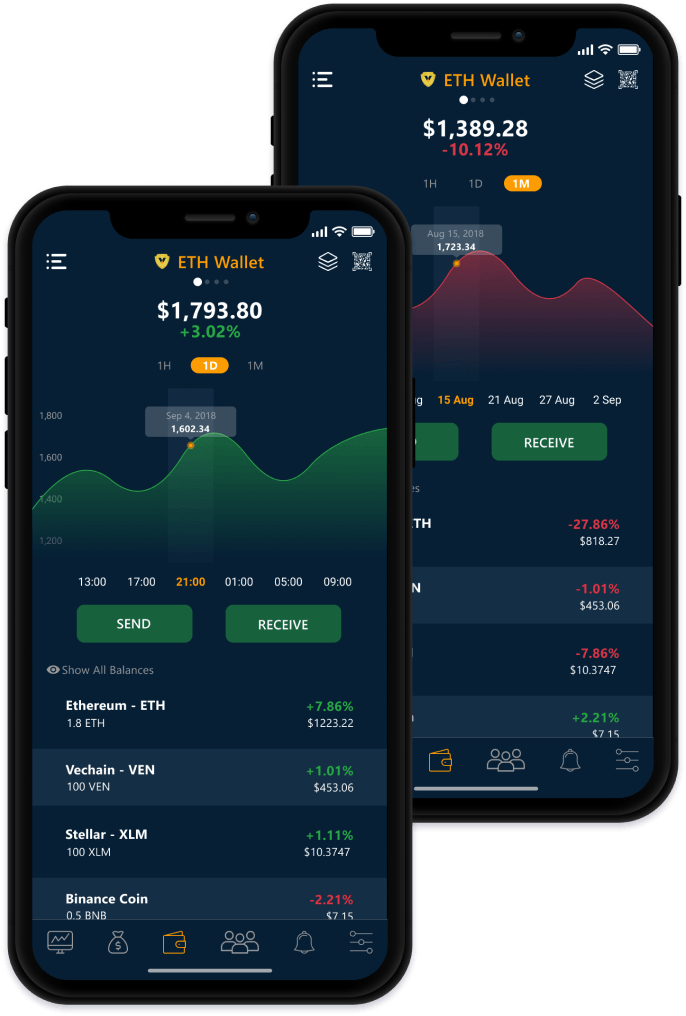 ETH Wallet
$1,389.28
-10.12%
1H 1D 1M
Aug 15, 2018
1,723.34
15 Aug 21 Aug 27 Aug 2 Sep
RECEIVE
-27.86%
$818.27
-1.01%
$453.06
-7.86%
$10.3747
+2.21%
$7.15
ETH Wallet
$1,793.80
+3.02%
1H 1D 1M
Sep 4, 2018
1,602.34
1,800
1,600
1,400
1,200
13:00 17:00 21:00 01:00 05:00 09:00
SEND RECEIVE
Show All Balances
Ethereum - ETH +7.86%
1.8 ETH $1223.22
Vechain - VEN +1.01%
100 VEN $453.06
Stellar - XLM +1.11%
100 XLM $10.3747
Binance Coin -2.21%
0.5 BNB $7.15